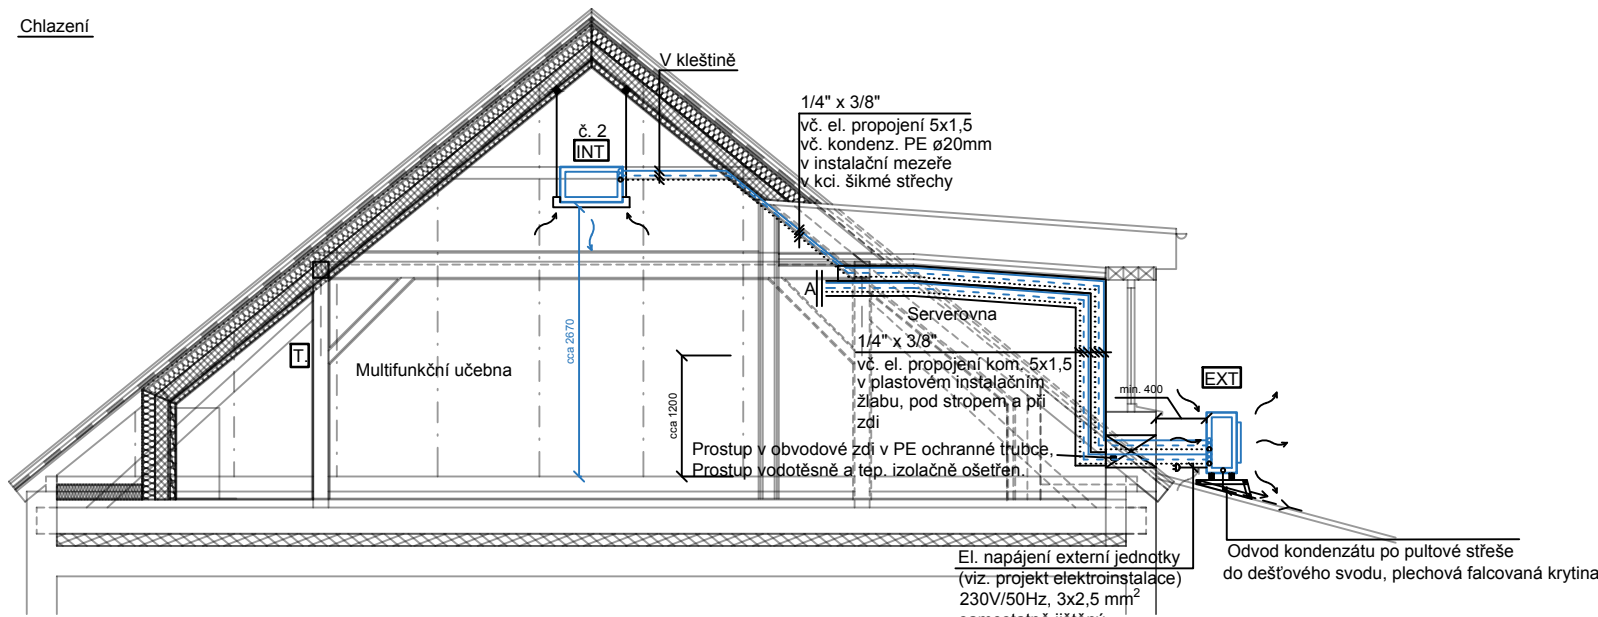 Chlazení
V kleštině
1/4" x 3/8"
vč. el. propojení 5x1,5
vč. kondenz. PE ø20mm
v instalační mezeře
v kci. šikmé střechy
č. 2
INT
A
Serverovna
1/4" x 3/8"
vč. el. propojení kom. 5x1,5
v plastovém instalačním
žlabu, pod stropem a při
zdi
T.
Multifunkční učebna
cca 2670
cca 1200
min. 400
EXT
Prostup v obvodové zdi v PE ochranné trubce,
Prostup vodotěsně a tep. izolačně ošetřen.
El. napájení externí jednotky
(viz. projekt elektroinstalace)
230V/50Hz, 3x2,5 mm²
Odvod kondenzátu po pultové střeše
do dešťového svodu, plechová falcovaná krytina